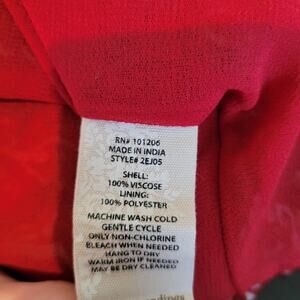 RN# 101206
MADE IN INDIA
STYLE# 2EJ05
SHELL:
100% VISCOSE
LINING:
100% POLYESTER
MACHINE WASH COLD
GENTLE CYCLE
ONLY NON-CHLORINE
BLEACH WHEN NEEDED
HANG TO DRY
WARM IRON IF NEEDED
MAY BE DRY CLEANED